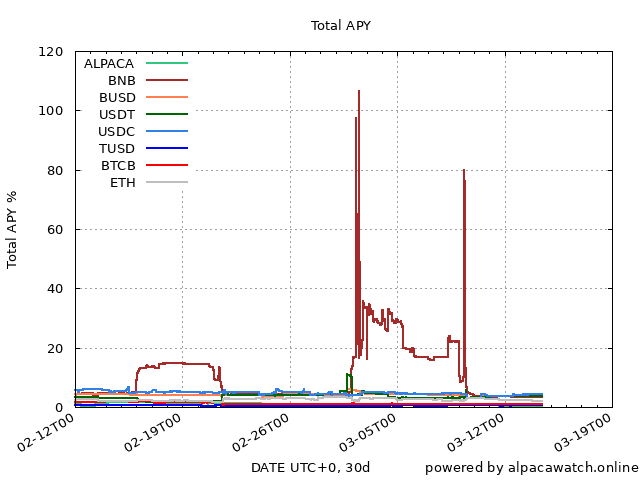 Total APY
120
100
80
60
40
20
0
Total APY %
ALPACA
BNB
BUSD
USDT
USDC
TUSD
BTCB
ETH
02-12T00
02-19T00
02-26T00
03-05T00
03-12T00
03-19T00
DATE UTC+0, 30d
powered by alpacawatch.online